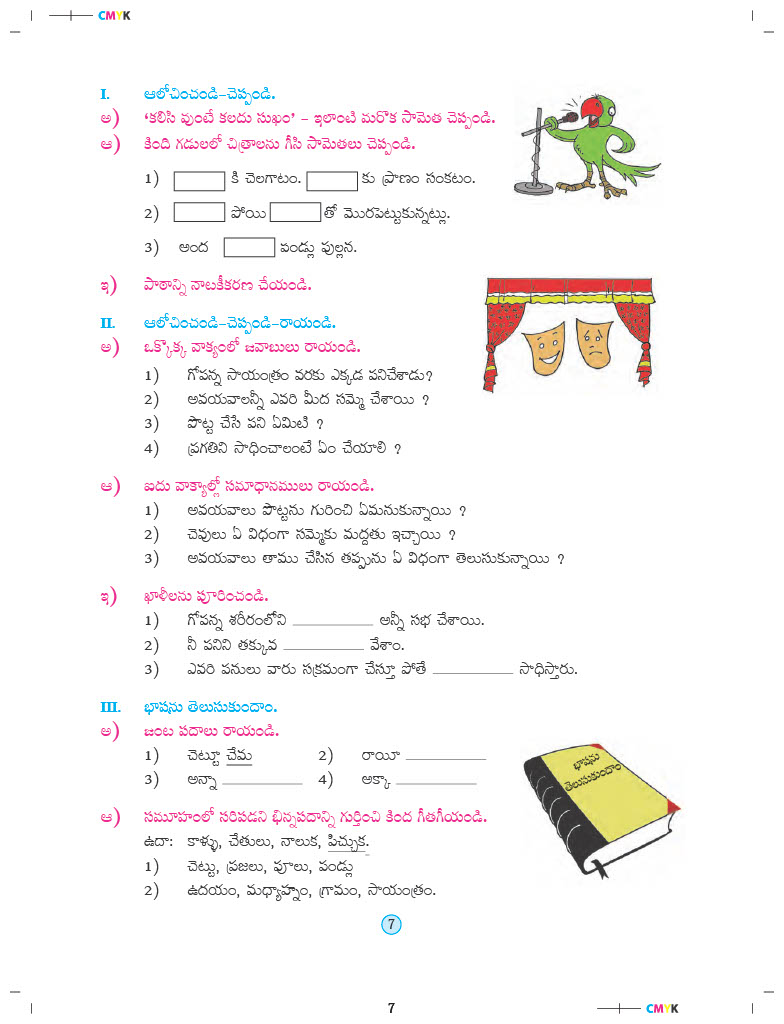 CMYK
I. ఆలోచించండి-చెప్పండి.
అ) 'కలిసి వుంటే కలదు సుఖం' - ఇలాంటి మరొక సామెత చెప్పండి.
ఆ) కింది గడులలో చిత్రాలను గీసి సామెతలు చెప్పండి.
1) కి చెలగాటం. కు ప్రాణం సంకటం.
2) పోయి తో మొరపెట్టుకున్నట్లు.
3) అంద పండ్లు పుల్లన.
ఇ) పాఠాన్ని నాటకీకరణ చేయండి.
II. ఆలోచించండి-చెప్పండి-రాయండి.
అ) ఒక్కొక్క వాక్యంలో జవాబులు రాయండి.
1) గోపన్న సాయంత్రం వరకు ఎక్కడ పనిచేశాడు?
2) అవయవాలన్నీ ఎవరి మీద సమ్మె చేశాయి ?
3) పొట్ట చేసే పని ఏమిటి ?
4) ప్రగతిని సాధించాలంటే ఏం చేయాలి ?
ఆ) ఐదు వాక్యాల్లో సమాధానములు రాయండి.
1) అవయవాలు పొట్టను గురించి ఏమనుకున్నాయి ?
2) చెవులు ఏ విధంగా సమ్మెకు మద్దతు ఇచ్చాయి ?
3) అవయవాలు తాము చేసిన తప్పును ఏ విధంగా తెలుసుకున్నాయి ?
ఇ) ఖాళీలను పూరించండి.
1) గోపన్న శరీరంలోని __________ అన్నీ సభ చేశాయి.
2) నీ పనిని తక్కువ __________ వేశాం.
3) ఎవరి పనులు వారు సక్రమంగా చేస్తూ పోతే __________ సాధిస్తారు.
III. భాషను తెలుసుకుందాం.
అ) జంట పదాలు రాయండి.
1) చెట్టూ చేమ 2) రాయీ __________
3) అన్నా __________ 4) అక్కా __________
భాషను
తెలుసుకుందాం
ఆ) సమూహంలో సరిపడని భిన్నపదాన్ని గుర్తించి కింద గీతగీయండి.
ఉదా: కాళ్ళు, చేతులు, నాలుక, పిచ్చుక.
1) చెట్టు, ప్రజలు, పూలు, పండ్లు
2) ఉదయం, మధ్యాహ్నం, గ్రామం, సాయంత్రం.
7
7
CMYK